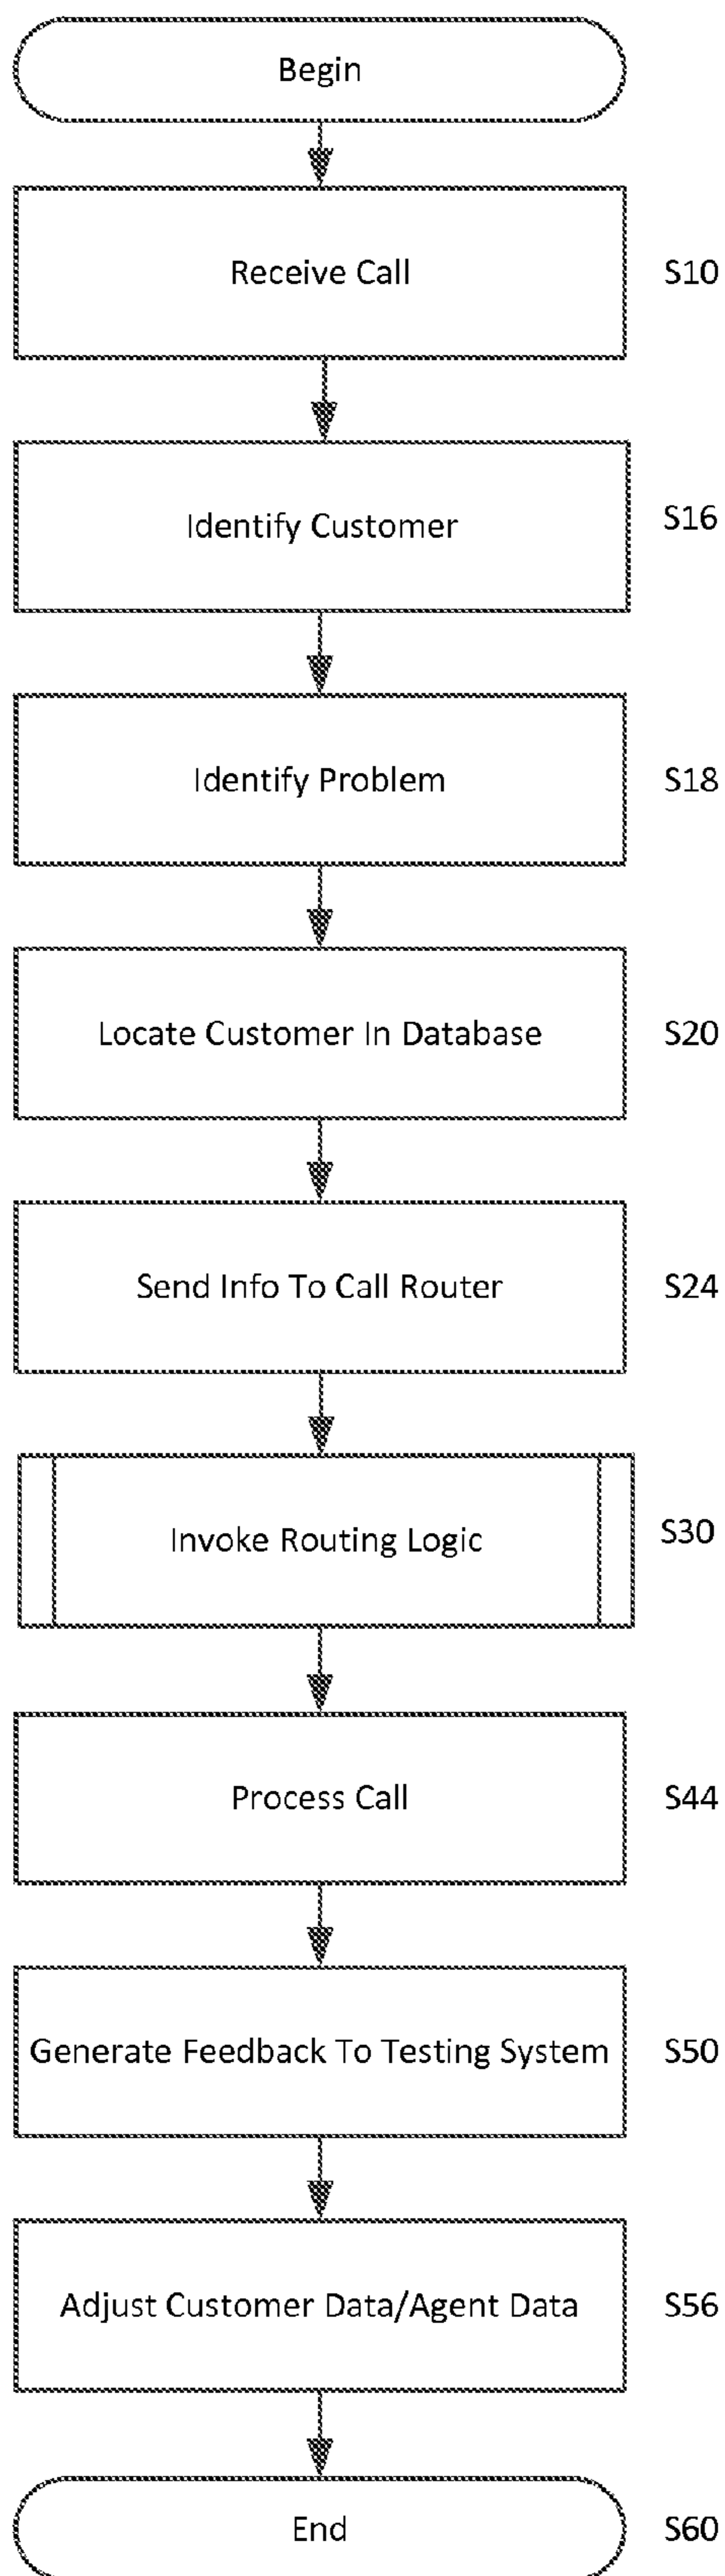 Begin
Receive Call S10
Identify Customer S16
Identify Problem S18
Locate Customer In Database S20
Send Info To Call Router S24
Invoke Routing Logic S30
Process Call S44
Generate Feedback To Testing System S50
Adjust Customer Data/Agent Data S56
End S60